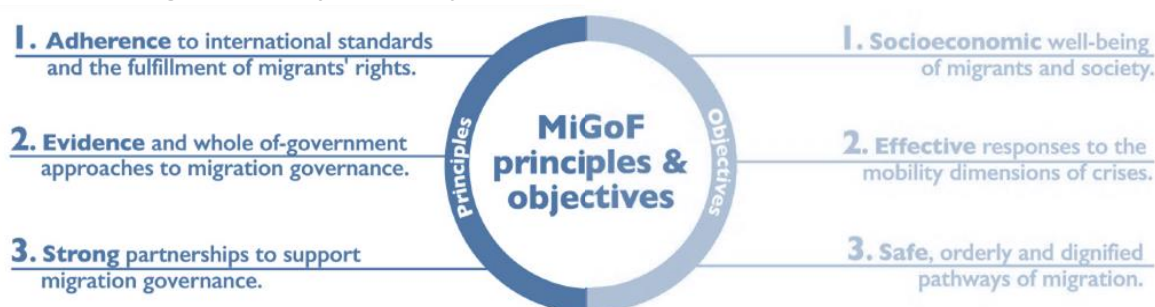 1. Adherence to international standards
and the fulfillment of migrants' rights.
2. Evidence and whole of-government
approaches to migration governance.
3. Strong partnerships to support
migration governance.
Principles
MiGoF
principles &
objectives
Objectives
1. Socioeconomic well-being
of migrants and society.
2. Effective responses to the
mobility dimensions of crises.
3. Safe, orderly and dignified
pathways of migration.